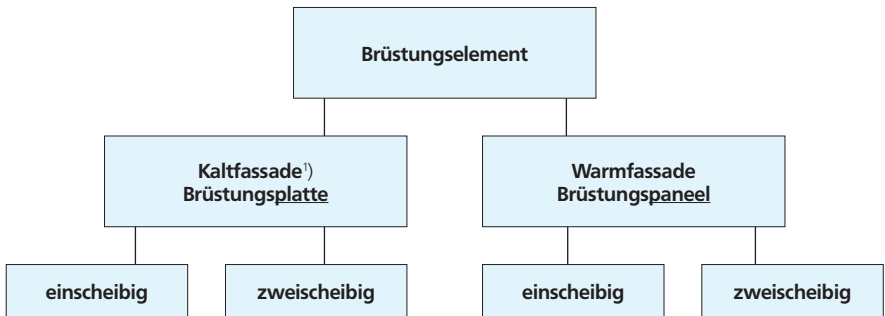 Brüstungselement
Kaltfassade¹)
Brüstungsplatte
Warmfassade
Brüstungspaneel
einscheibig
zweischeibig
einscheibig
zweischeibig